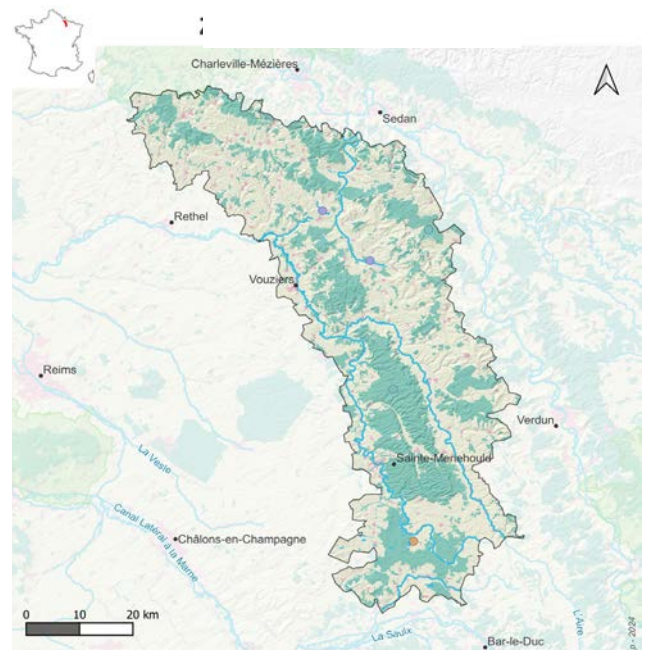 Charleville-Mézières
Sedan
Rethel
Vouziers
Reims
Verdun
La Vesle
Sainte-Menehould
Canal Latéral à la Marne
Châlons-en-Champagne
L'Aire
0 10 20 km
La Saulx
Bar-le-Duc
p - 2024